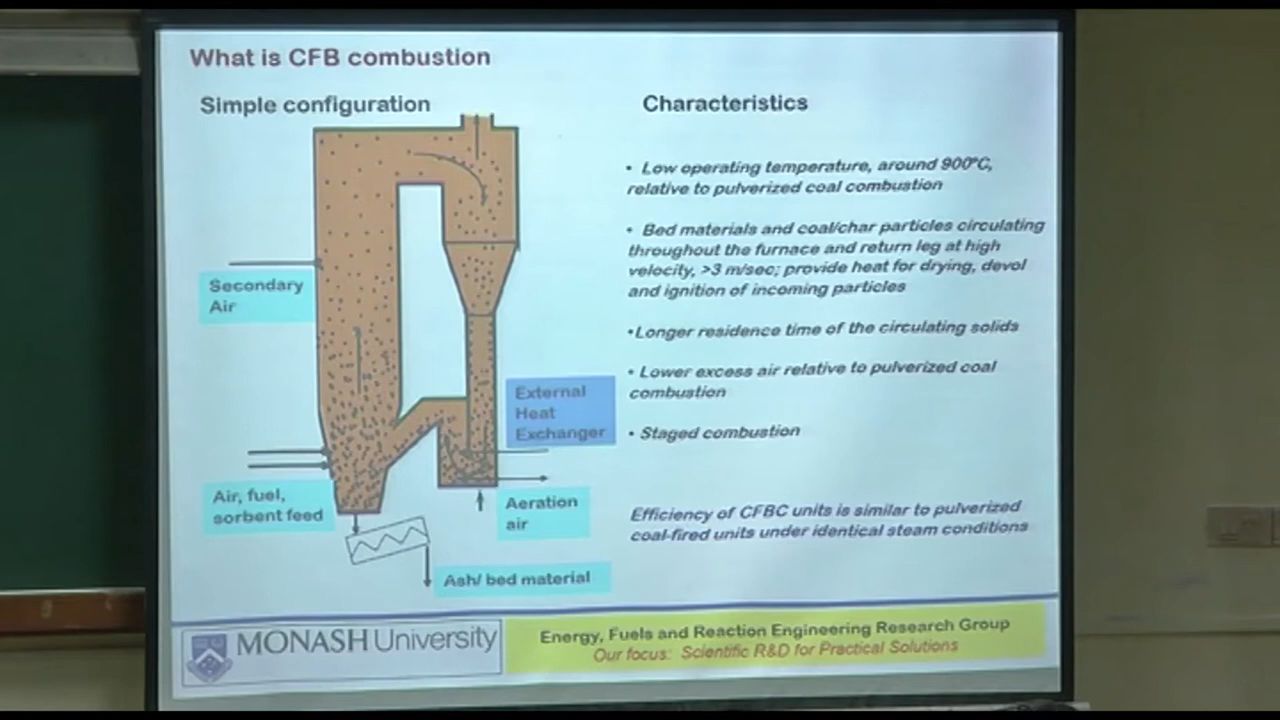 What is CFB combustion
Simple configuration
Secondary
Air
External
Heat
Exchanger
Air, fuel,
sorbent feed
Aeration
air
Ash/ bed material
Characteristics
• Low operating temperature, around 900ºC,
relative to pulverized coal combustion
• Bed materials and coal/char particles circulating
throughout the furnace and return leg at high
velocity, >3 m/sec; provide heat for drying, devol
and ignition of incoming particles
•Longer residence time of the circulating solids
• Lower excess air relative to pulverized coal
combustion
• Staged combustion
Efficiency of CFBC units is similar to pulverized
coal-fired units under identical steam conditions
MONASH University
Energy, Fuels and Reaction Engineering Research Group
Our focus: Scientific R&D for Practical Solutions